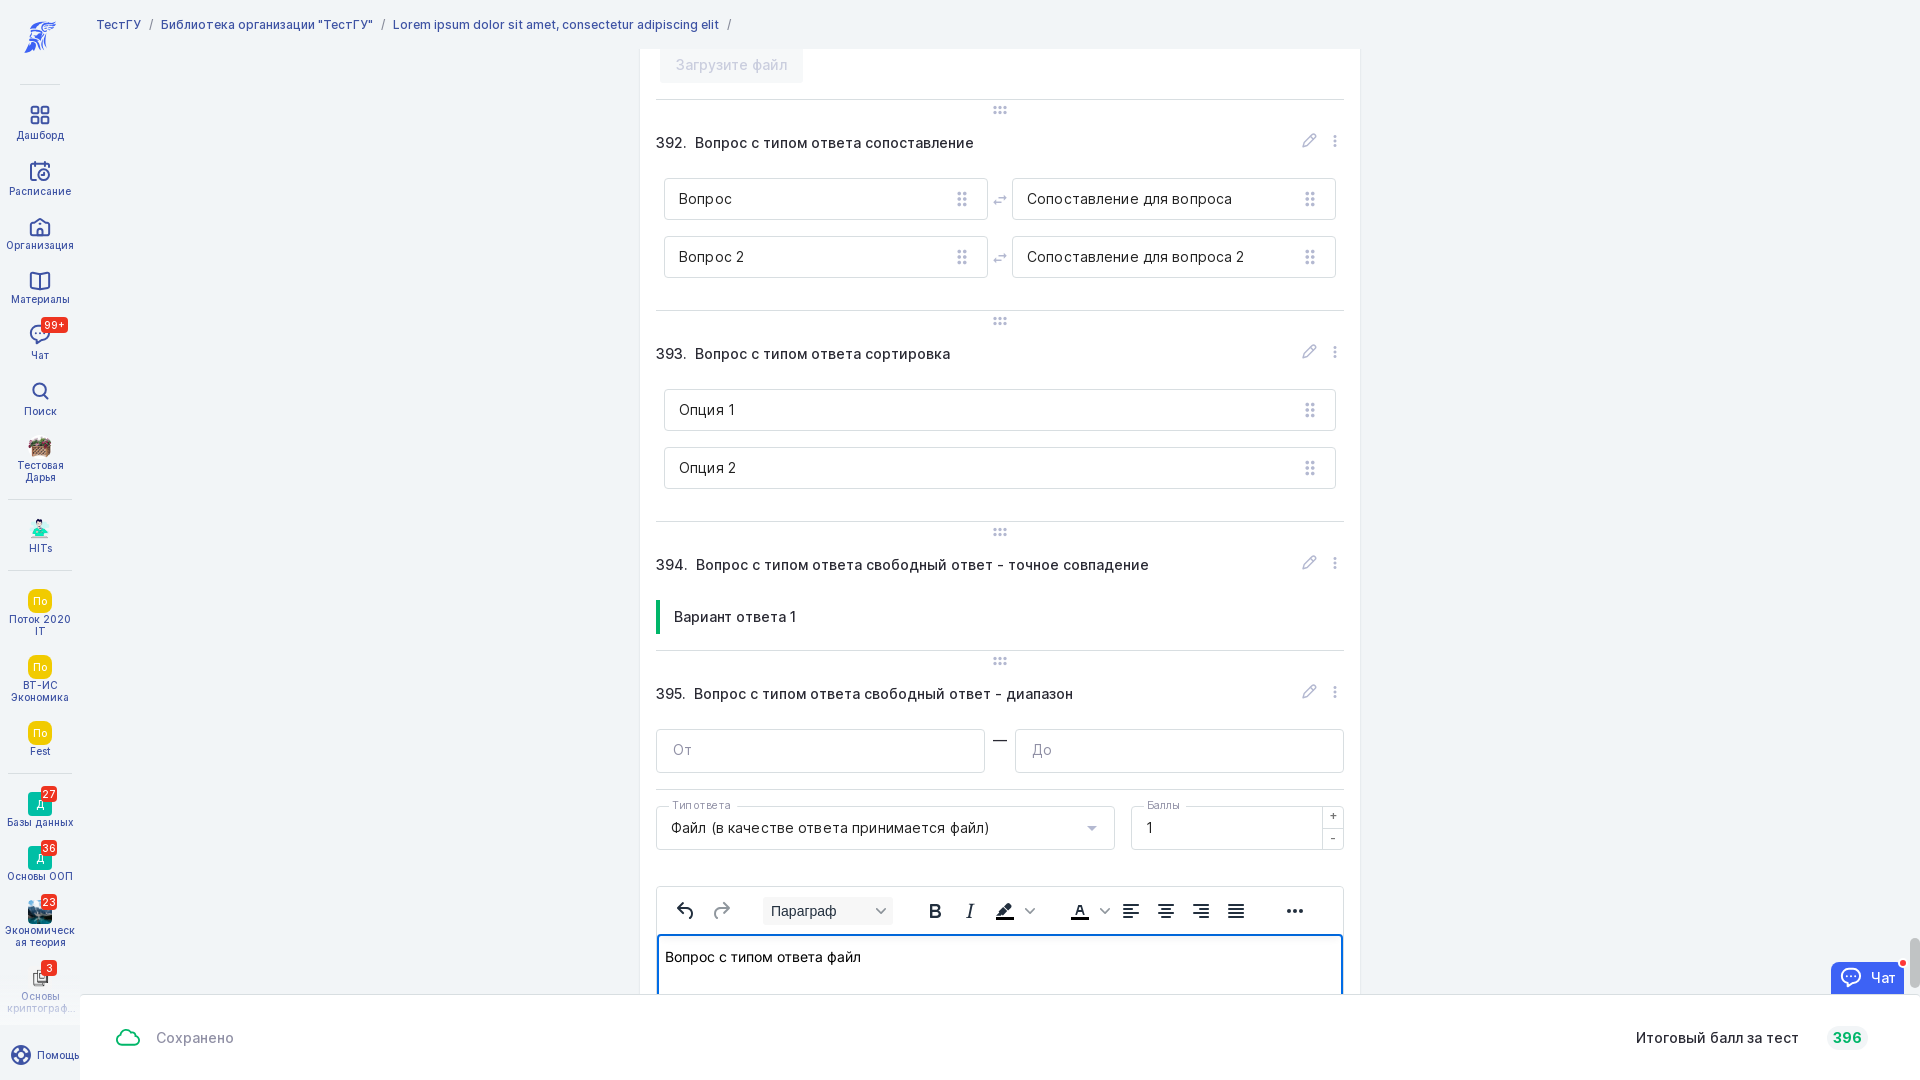 ТестГУ / Библиотека организации "ТестГУ" / Lorem ipsum dolor sit amet, consectetur adipiscing elit /
Дашборд
Расписание
Организация
Материалы
99+
Чат
Поиск
Тестовая
Дарья
HITs
По
Поток 2020
IT
По
ВТ-ИС
Экономика
По
Fest
27
Д
Базы данных
36
Д
Основы ООП
23
Экономическ
ая теория
3
Основы
криптограф...
Помощь
Загрузите файл
392. Вопрос с типом ответа сопоставление
Вопрос
Сопоставление для вопроса
Вопрос 2
Сопоставление для вопроса 2
393. Вопрос с типом ответа сортировка
Опция 1
Опция 2
394. Вопрос с типом ответа свободный ответ - точное совпадение
Вариант ответа 1
395. Вопрос с типом ответа свободный ответ - диапазон
От — До
Тип ответа
Файл (в качестве ответа принимается файл)
Баллы
1
+
-
Параграф
B I A
Вопрос с типом ответа файл
Чат
Сохранено
Итоговый балл за тест 396